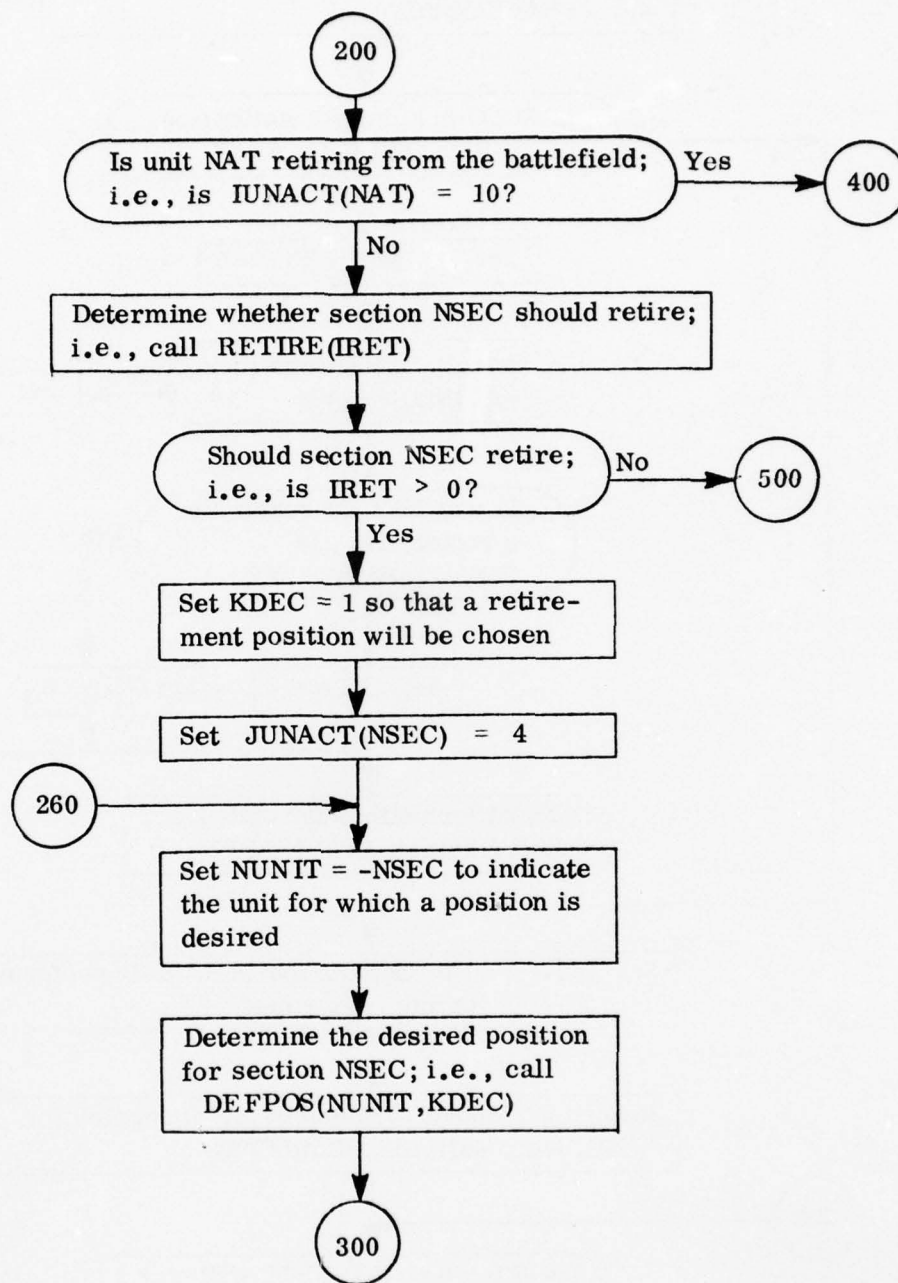 200
Is unit NAT retiring from the battlefield;
i.e., is IUNACT(NAT) = 10?
Yes
400
No
Determine whether section NSEC should retire;
i.e., call RETIRE(IRET)
Should section NSEC retire;
i.e., is IRET > 0?
No
500
Yes
Set KDEC = 1 so that a retire-
ment position will be chosen
Set JUNACT(NSEC) = 4
260
Set NUNIT = -NSEC to indicate
the unit for which a position is
desired
Determine the desired position
for section NSEC; i.e., call
DEFPOS(NUNIT,KDEC)
300